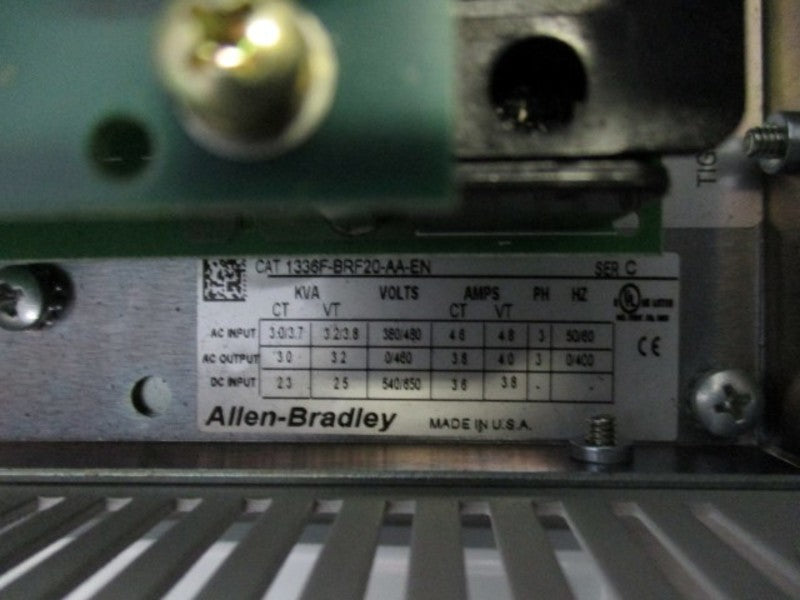 TIG
CAT 1336F-BRF20-AA-EN SER C
KVA VOLTS AMPS PH HZ
CT VT CT VT
AC INPUT 3.0/3.7 3.2/3.8 380/480 4.6 4.8 3 50/60
AC OUTPUT 3.0 3.2 0/460 3.8 4.0 3 0/400
DC INPUT 2.3 2.5 540/650 3.6 3.8 - -
UL
CE
Allen-Bradley MADE IN U.S.A.